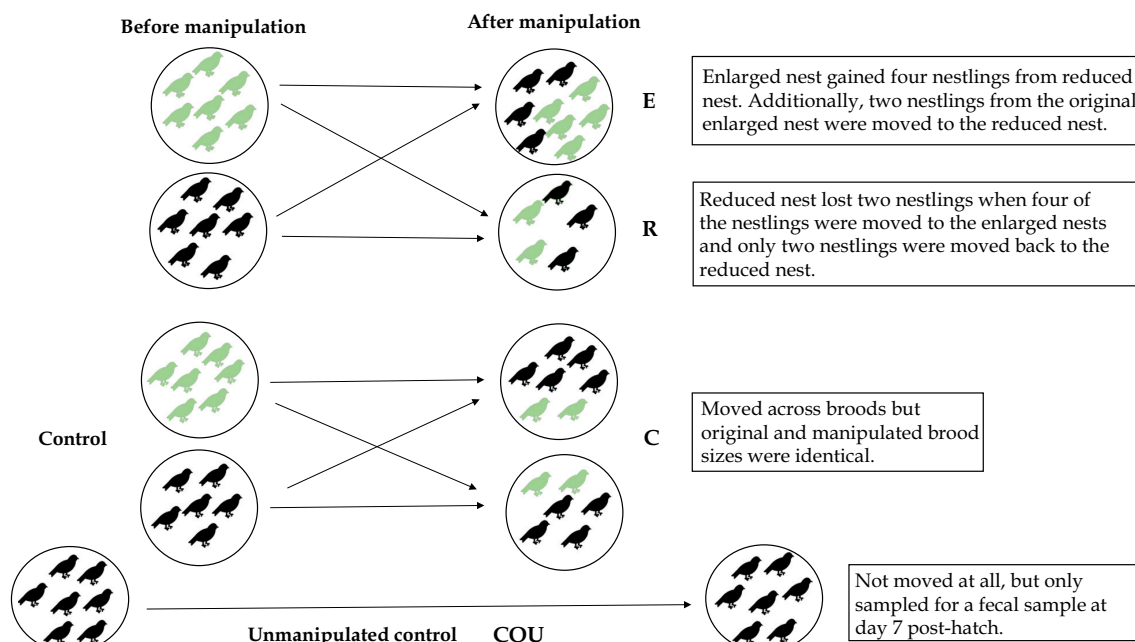 Before manipulation
After manipulation
E
Enlarged nest gained four nestlings from reduced
nest. Additionally, two nestlings from the original
enlarged nest were moved to the reduced nest.
R
Reduced nest lost two nestlings when four of
the nestlings were moved to the enlarged nests
and only two nestlings were moved back to the
reduced nest.
Control
C
Moved across broods but
original and manipulated brood
sizes were identical.
Not moved at all, but only
sampled for a fecal sample at
day 7 post-hatch.
Unmanipulated control COU